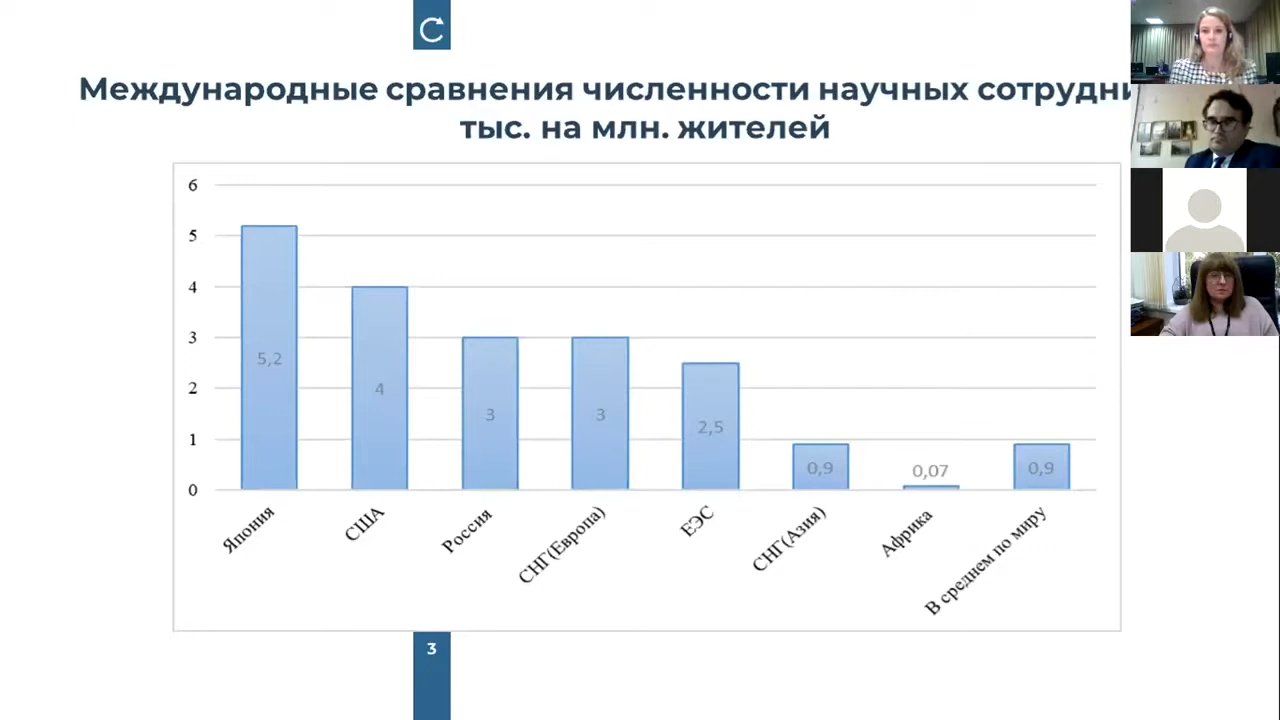 Международные сравнения численности научных
тыс. на млн. жителей
6
5
4
3
2
1
0
5,2
4
3
3
2,5
0,9
0,07
0,9
Япония
США
Россия
СНГ(Европа)
ЕЭС
СНГ(Азия)
Африка
В среднем по миру
3